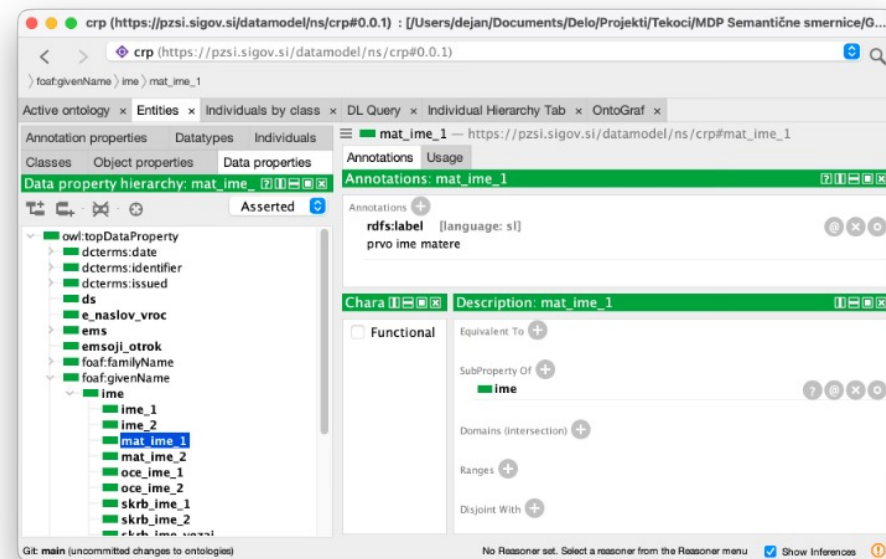 crp (https://pzsi.sigov.si/datamodel/ns/crp#0.0.1) : [/Users/dejan/Documents/Delo/Projekti/Tekoci/MDP Semantične smernice/G...
crp (https://pzsi.sigov.si/datamodel/ns/crp#0.0.1)
foaf:givenName ime mat_ime_1
Active ontology × Entities × Individuals by class × DL Query × Individual Hierarchy Tab × OntoGraf ×
Annotation properties Datatypes Individuals
Classes Object properties Data properties
Data property hierarchy: mat_ime_
Asserted
owl:topDataProperty
dcterms:date
dcterms:identifier
dcterms:issued
ds
e_naslov_vroc
ems
emsoji_otrok
foaf:familyName
foaf:givenName
ime
ime_1
ime_2
mat_ime_1
mat_ime_2
oce_ime_1
oce_ime_2
skrb_ime_1
skrb_ime_2
mat_ime_1 — https://pzsi.sigov.si/datamodel/ns/crp#mat_ime_1
Annotations Usage
Annotations: mat_ime_1
Annotations
rdfs:label [language: sl]
prvo ime matere
Chara
Functional
Description: mat_ime_1
Equivalent To
SubProperty Of
ime
Domains (intersection)
Ranges
Disjoint With
Git: main (uncommitted changes to ontologies)
No Reasoner set. Select a reasoner from the Reasoner menu Show Inferences